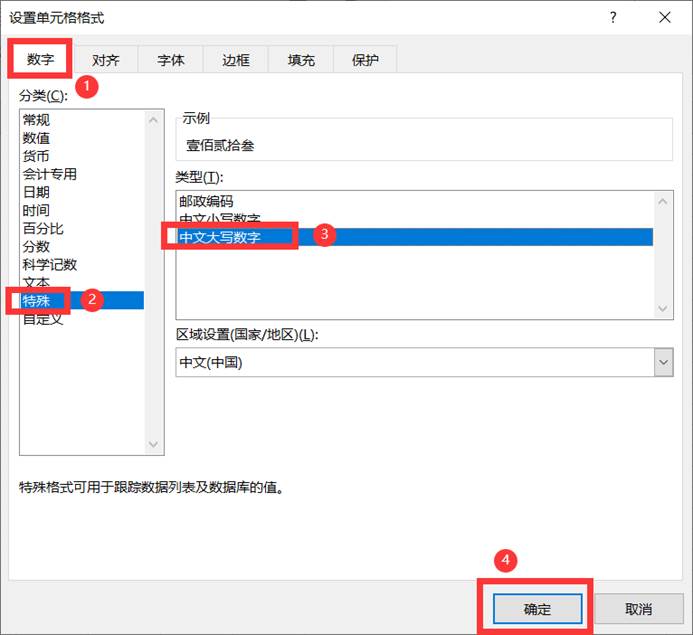 设置单元格格式 ? ×
数字 对齐 字体 边框 填充 保护
1
分类(C):
常规
数值
货币
会计专用
日期
时间
百分比
分数
科学记数
文本
特殊
自定义
2
示例
壹佰贰拾叁
类型(T):
邮政编码
中文小写数字
中文大写数字
3
区域设置(国家/地区)(L):
中文(中国)
特殊格式可用于跟踪数据列表及数据库的值。
4
确定 取消